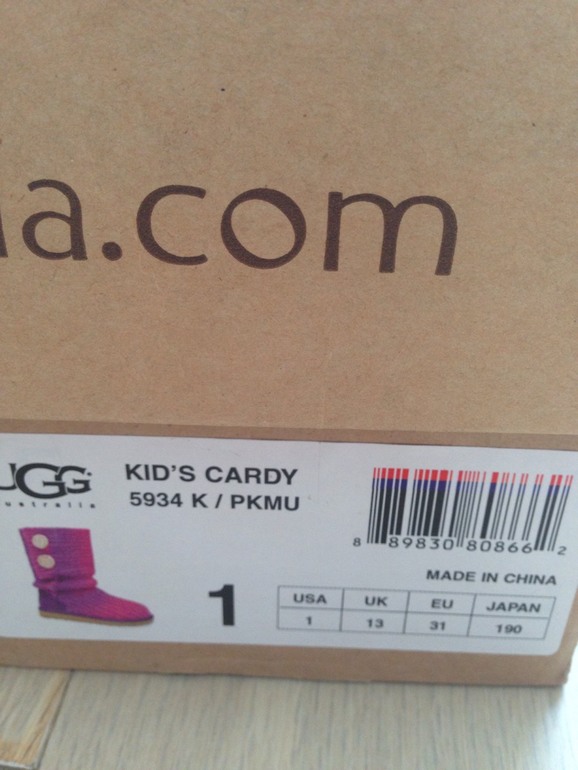 a.com
UGG
australia
KID'S CARDY
5934 K / PKMU
8 89830 80866 2
MADE IN CHINA
1
USA UK EU JAPAN
1 13 31 190